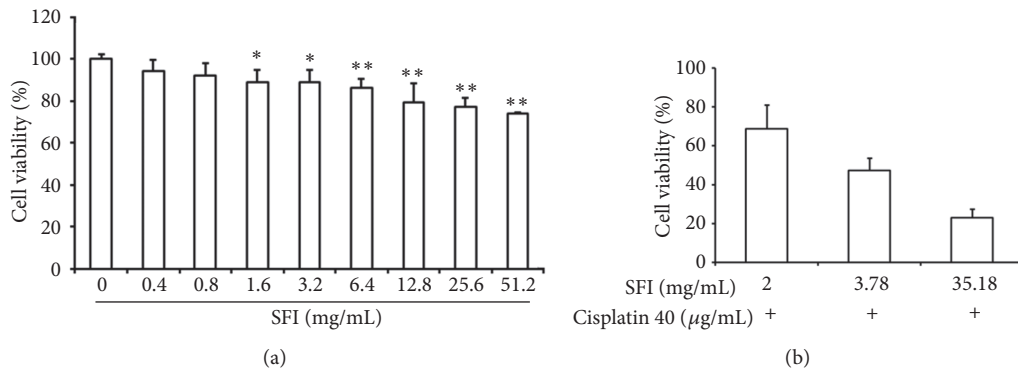 120
100
80
60
40
20
0
Cell viability (%)
* * ** ** ** **
0 0.4 0.8 1.6 3.2 6.4 12.8 25.6 51.2
SFI (mg/mL)
(a)
100
80
60
40
20
0
Cell viability (%)
SFI (mg/mL) 2 3.78 35.18
Cisplatin 40 (μg/mL) + + +
(b)